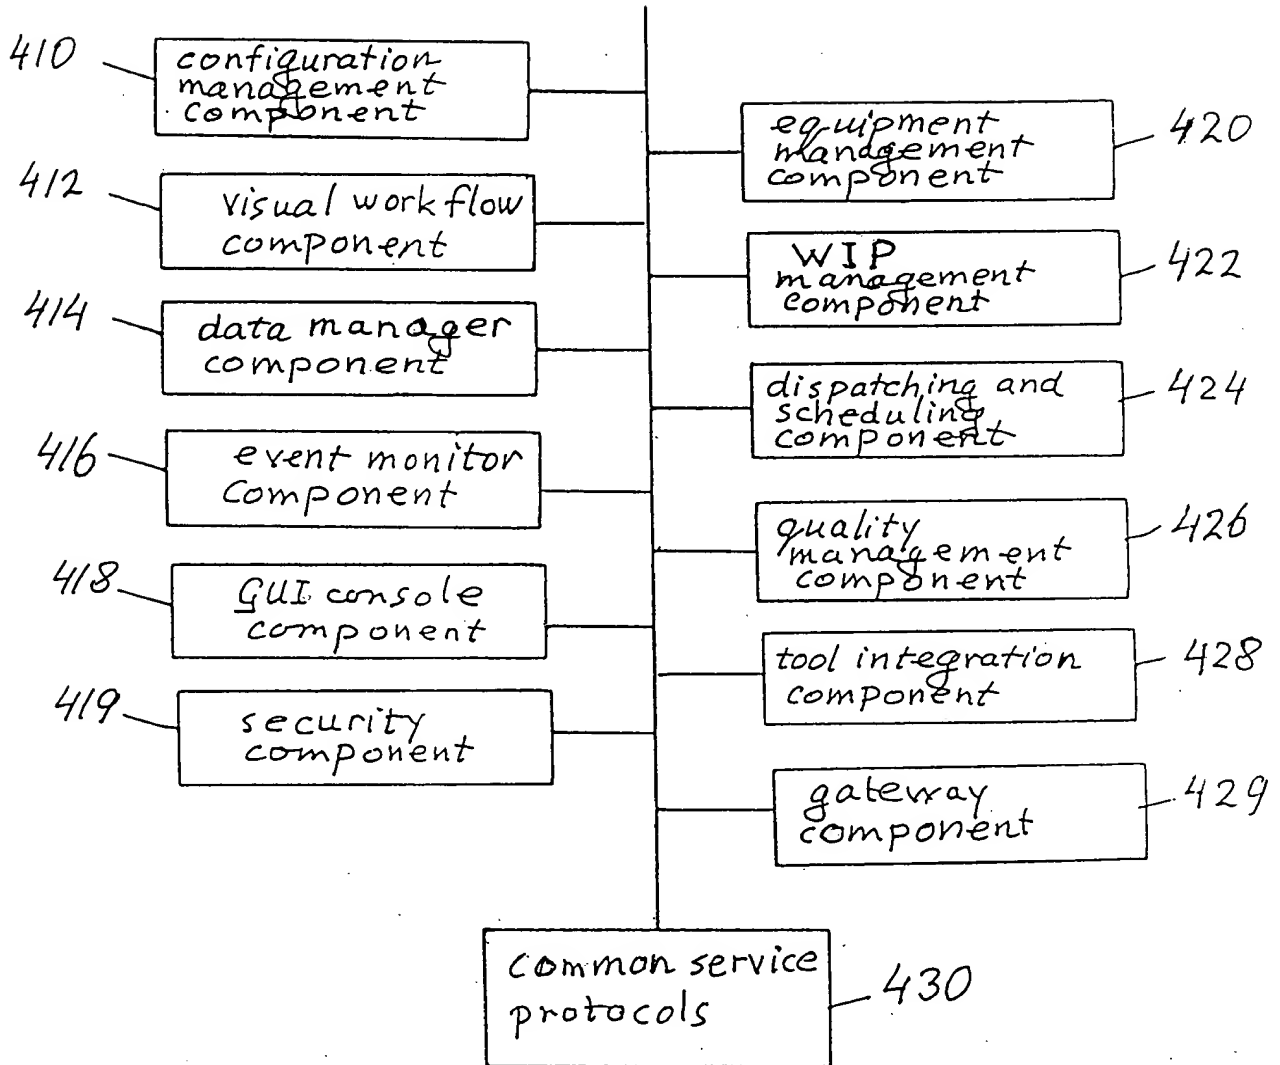 410
configuration
management
component
412
visual workflow
component
414
data manager
component
416
event monitor
component
418
GUI console
component
419
security
component
equipment
management
component
420
WIP
management
component
422
dispatching and
scheduling
component
424
quality
management
component
426
tool integration
component
428
gateway
component
429
common service
protocols
430